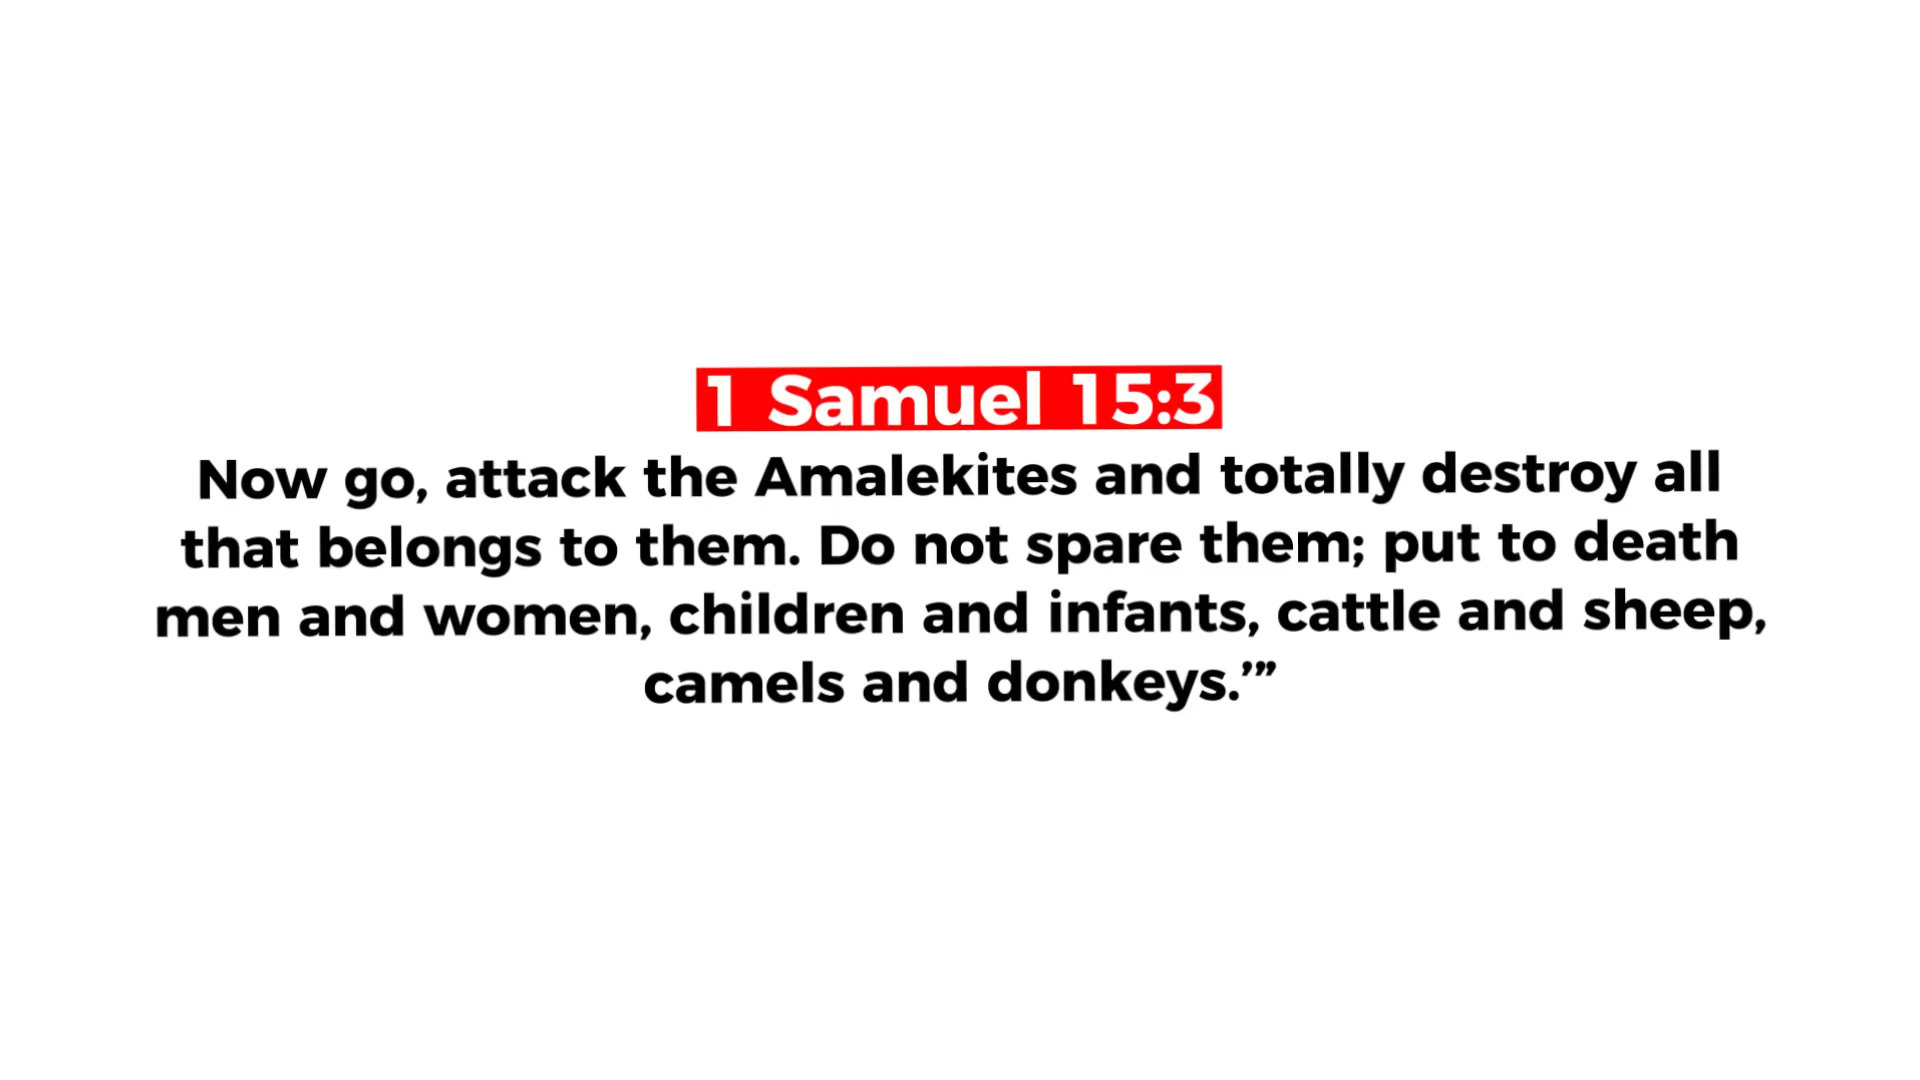 1 Samuel 15:3
Now go, attack the Amalekites and totally destroy all
that belongs to them. Do not spare them; put to death
men and women, children and infants, cattle and sheep,
camels and donkeys.’”